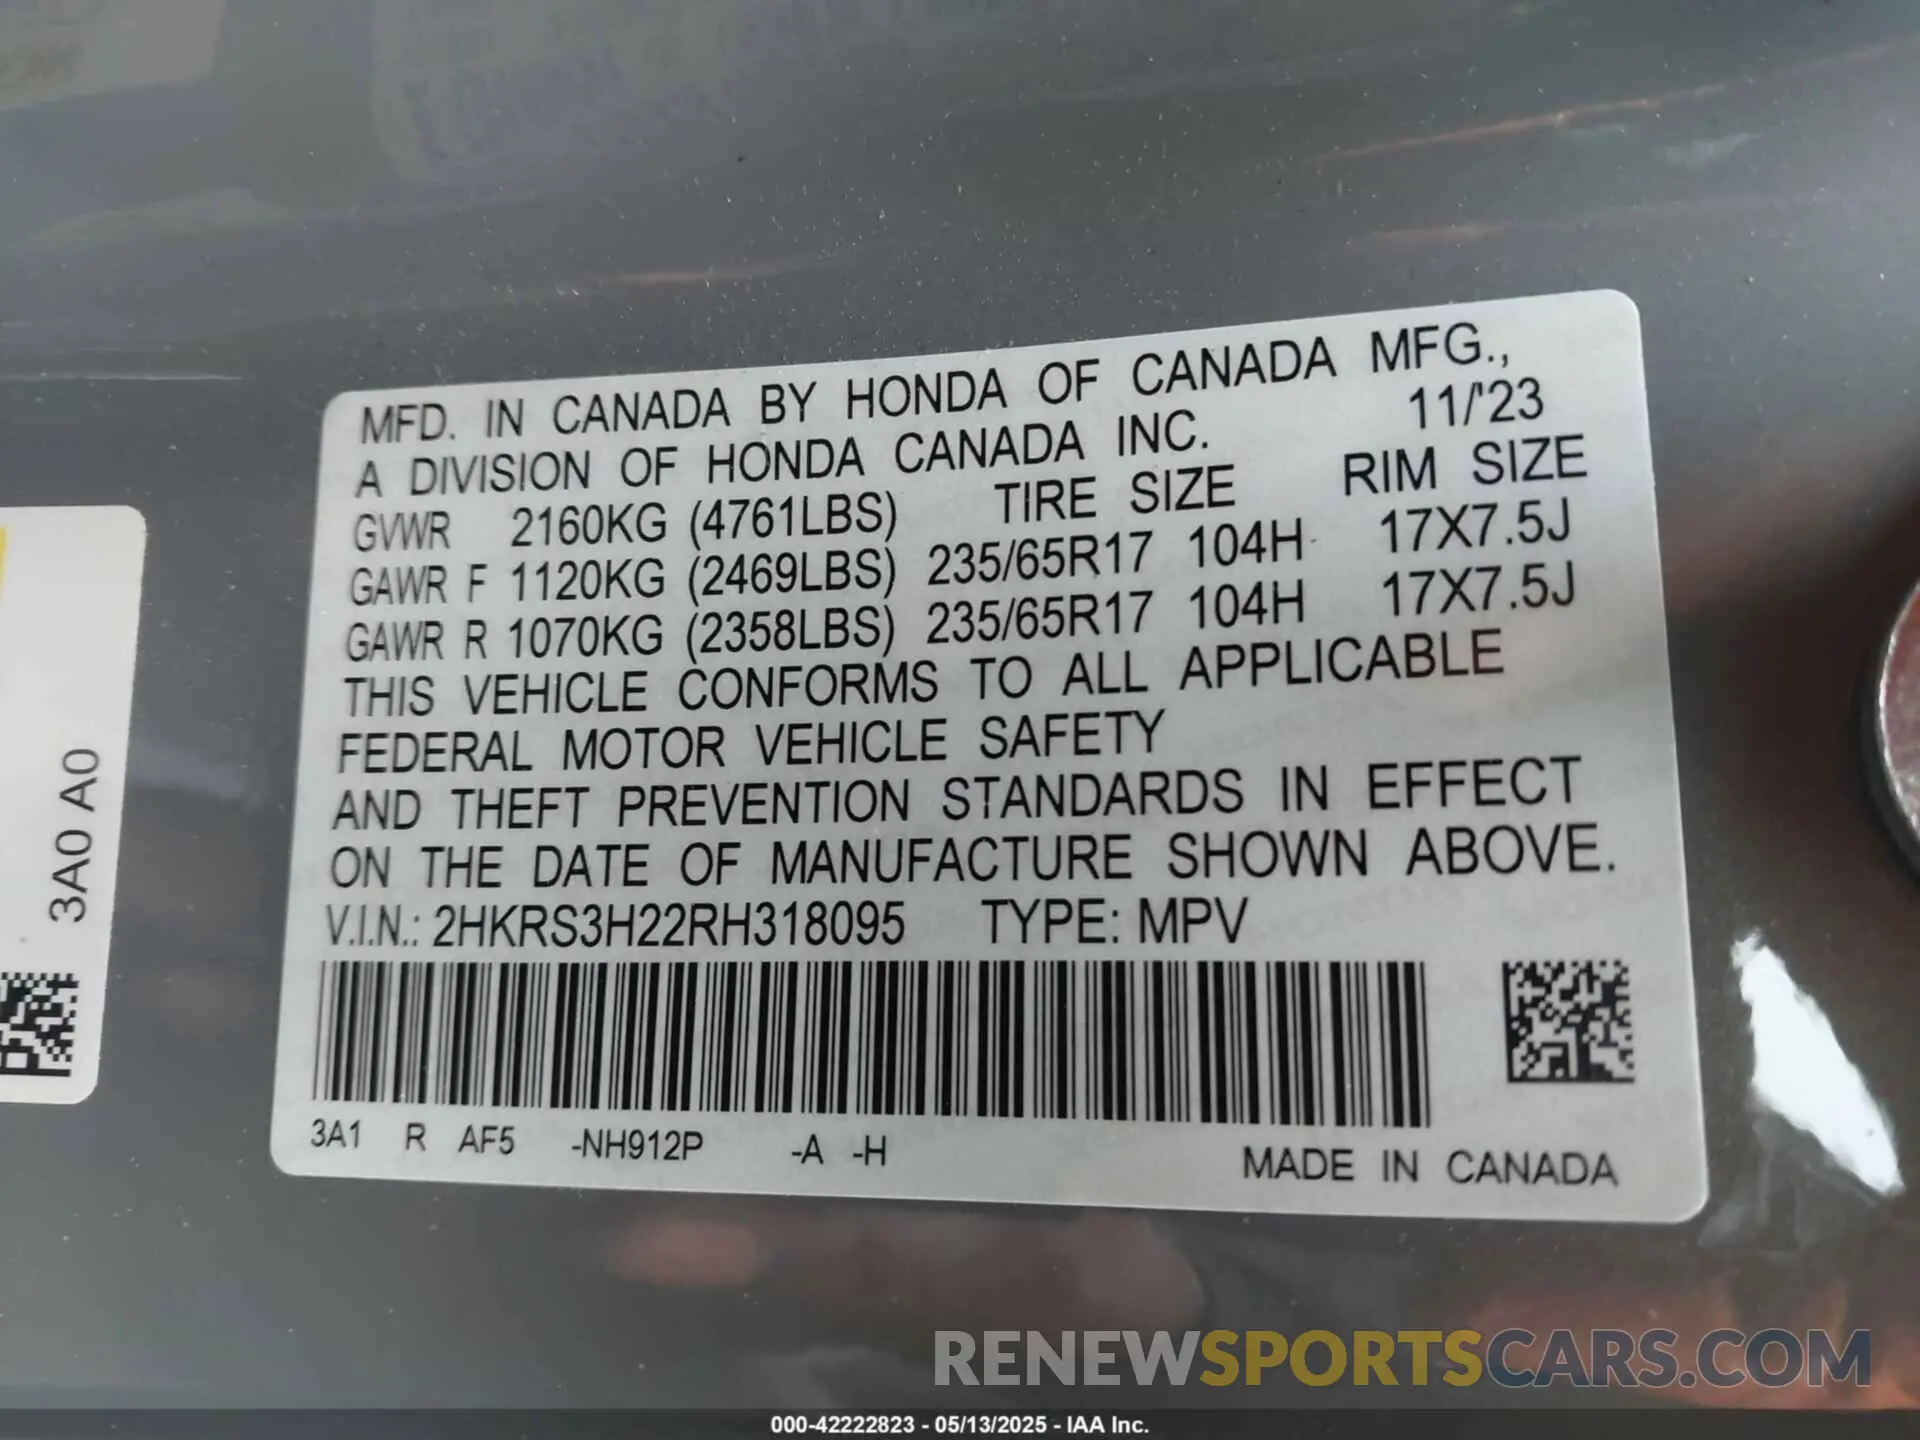 MFD. IN CANADA BY HONDA OF CANADA MFG.,
A DIVISION OF HONDA CANADA INC. 11/'23
GVWR 2160KG (4761LBS) TIRE SIZE RIM SIZE
GAWR F 1120KG (2469LBS) 235/65R17 104H 17X7.5J
GAWR R 1070KG (2358LBS) 235/65R17 104H 17X7.5J
THIS VEHICLE CONFORMS TO ALL APPLICABLE
FEDERAL MOTOR VEHICLE SAFETY
AND THEFT PREVENTION STANDARDS IN EFFECT
ON THE DATE OF MANUFACTURE SHOWN ABOVE.
V.I.N.: 2HKRS3H22RH318095 TYPE: MPV
3A1 R AF5 -NH912P -A -H
MADE IN CANADA
3A0 A0
RENEWSPORTSCARS.COM
000-42222823 - 05/13/2025 - IAA Inc.